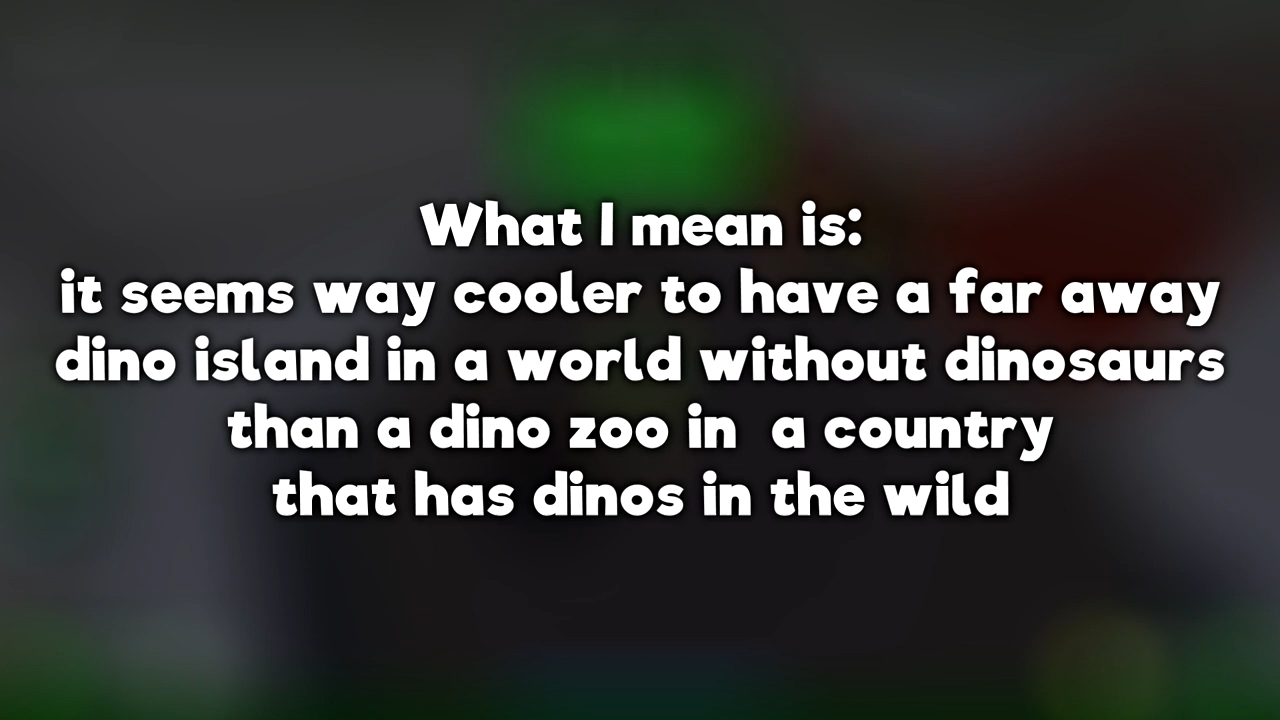 What I mean is:
it seems way cooler to have a far away
dino island in a world without dinosaurs
than a dino zoo in  a country
that has dinos in the wild